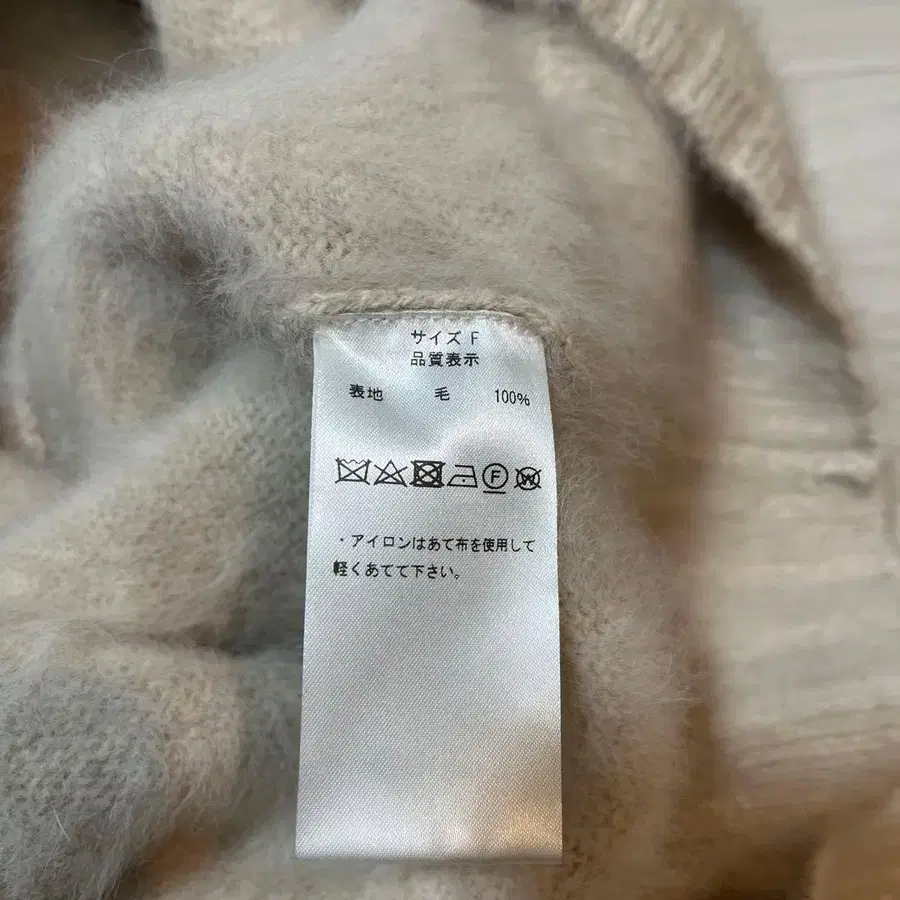 サイズ F
品質表示
表地 毛 100%
F W
・アイロンはあて布を使用して
軽くあてて下さい。